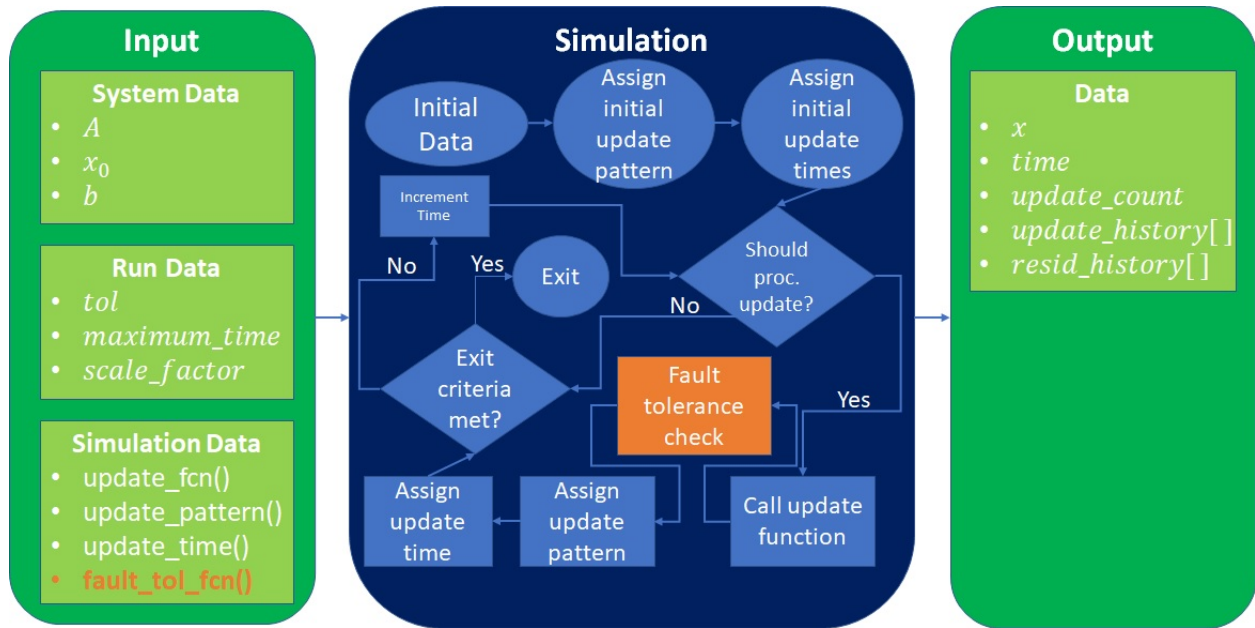 Input
System Data
• A
• x₀
• b
Run Data
• tol
• maximum_time
• scale_factor
Simulation Data
• update_fcn()
• update_pattern()
• update_time()
• fault_tol_fcn()
Simulation
Initial
Data
Assign
initial
update
pattern
Assign
initial
update
times
Increment
Time
No
Yes
Exit
Should
proc.
update?
No
Exit
criteria
met?
Fault
tolerance
check
Yes
Assign
update
time
Assign
update
pattern
Call update
function
Output
Data
• x
• time
• update_count
• update_history[ ]
• resid_history[ ]